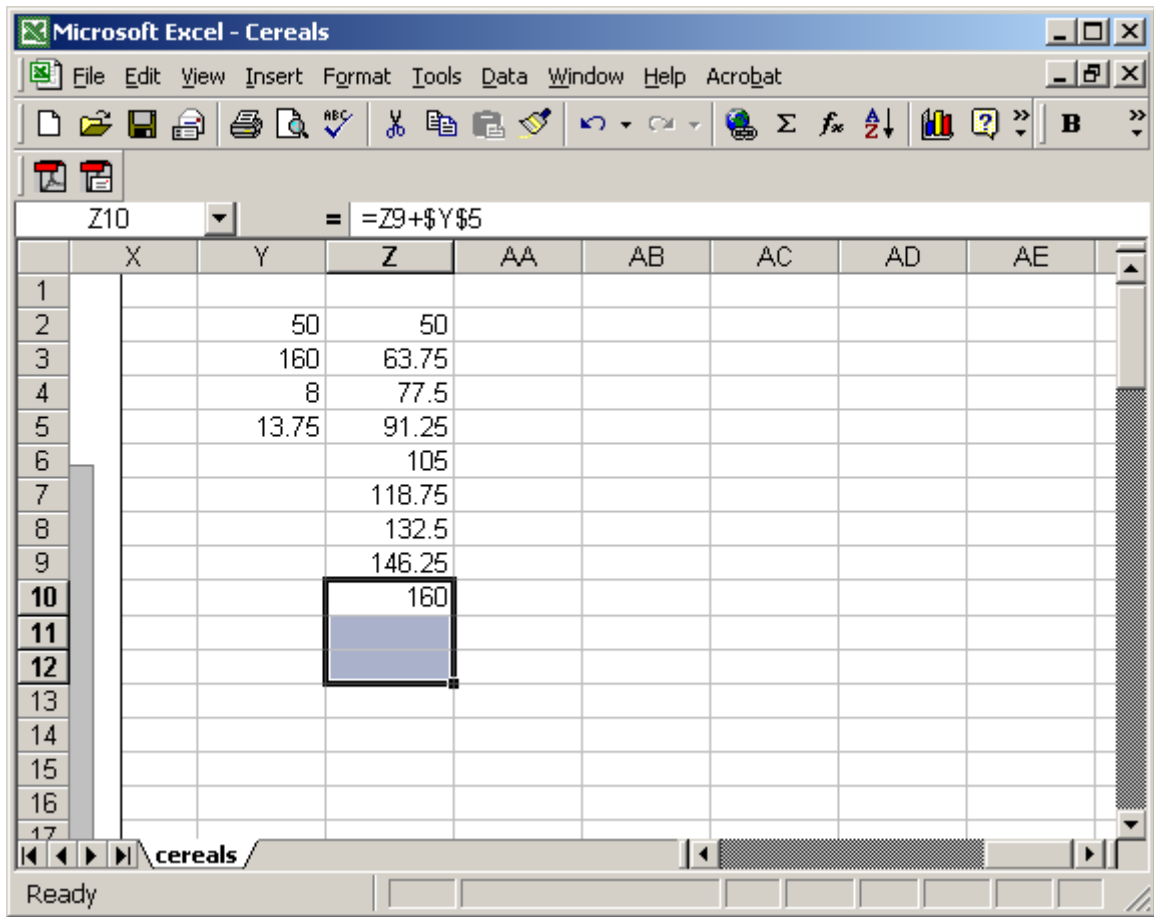 Microsoft Excel - Cereals
File Edit View Insert Format Tools Data Window Help Acrobat
ABC Σ fx A Z ? » B »
Z10 = =Z9+$Y$5
X Y Z AA AB AC AD AE
1
2 50 50
3 160 63.75
4 8 77.5
5 13.75 91.25
6 105
7 118.75
8 132.5
9 146.25
10 160
11
12
13
14
15
16
17
cereals
Ready